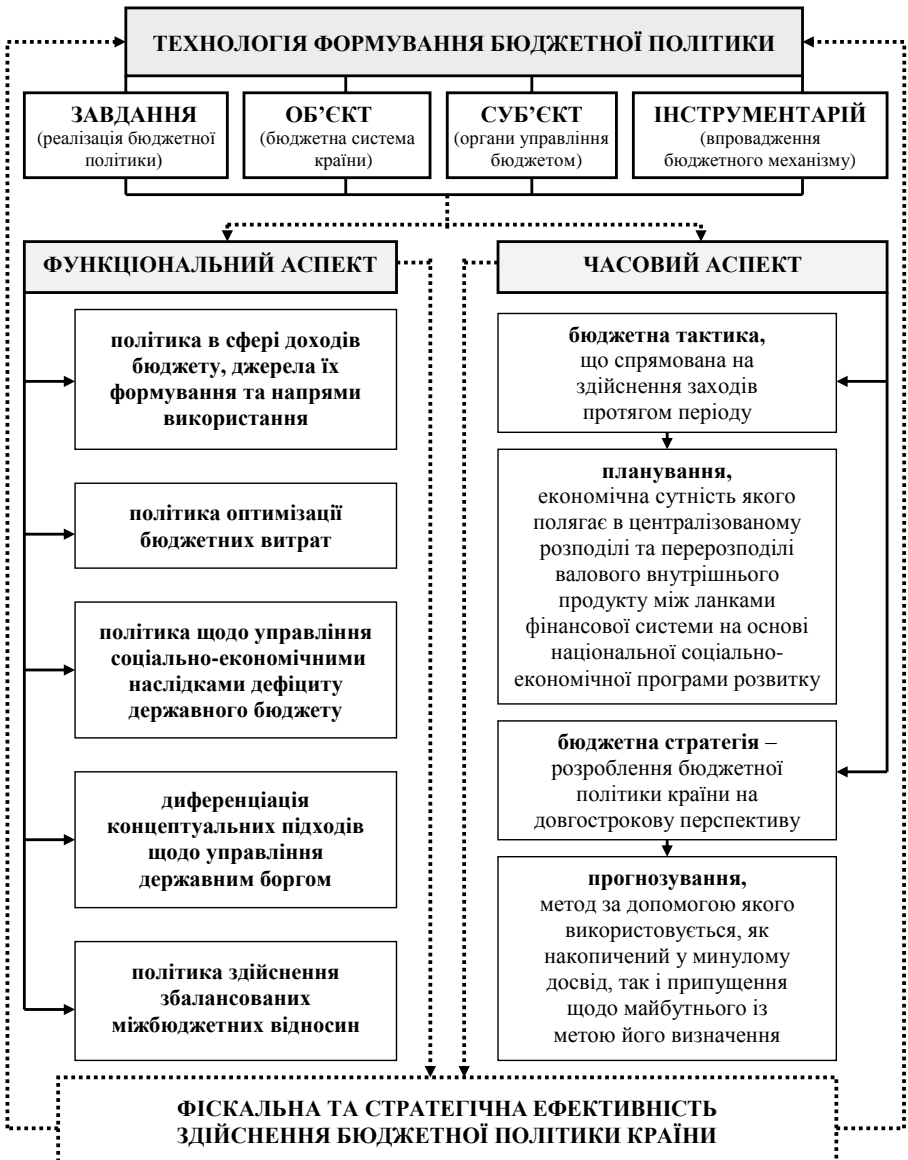 ТЕХНОЛОГІЯ ФОРМУВАННЯ БЮДЖЕТНОЇ ПОЛІТИКИ
ЗАВДАННЯ
(реалізація бюджетної
політики)
ОБ’ЄКТ
(бюджетна система
країни)
СУБ’ЄКТ
(органи управління
бюджетом)
ІНСТРУМЕНТАРІЙ
(впровадження
бюджетного механізму)
ФУНКЦІОНАЛЬНИЙ АСПЕКТ
політика в сфері доходів
бюджету, джерела їх
формування та напрями
використання
політика оптимізації
бюджетних витрат
політика щодо управління
соціально-економічними
наслідками дефіциту
державного бюджету
диференціація
концептуальних підходів
щодо управління
державним боргом
політика здійснення
збалансованих
міжбюджетних відносин
ЧАСОВИЙ АСПЕКТ
бюджетна тактика,
що спрямована на
здійснення заходів
протягом періоду
планування,
економічна сутність якого
полягає в централізованому
розподілі та перерозподілі
валового внутрішнього
продукту між ланками
фінансової системи на основі
національної соціально-
економічної програми розвитку
бюджетна стратегія –
розроблення бюджетної
політики країни на
довгострокову перспективу
прогнозування,
метод за допомогою якого
використовується, як
накопичений у минулому
досвід, так і припущення
щодо майбутнього із
метою його визначення
ФІСКАЛЬНА ТА СТРАТЕГІЧНА ЕФЕКТИВНІСТЬ
ЗДІЙСНЕННЯ БЮДЖЕТНОЇ ПОЛІТИКИ КРАЇНИ